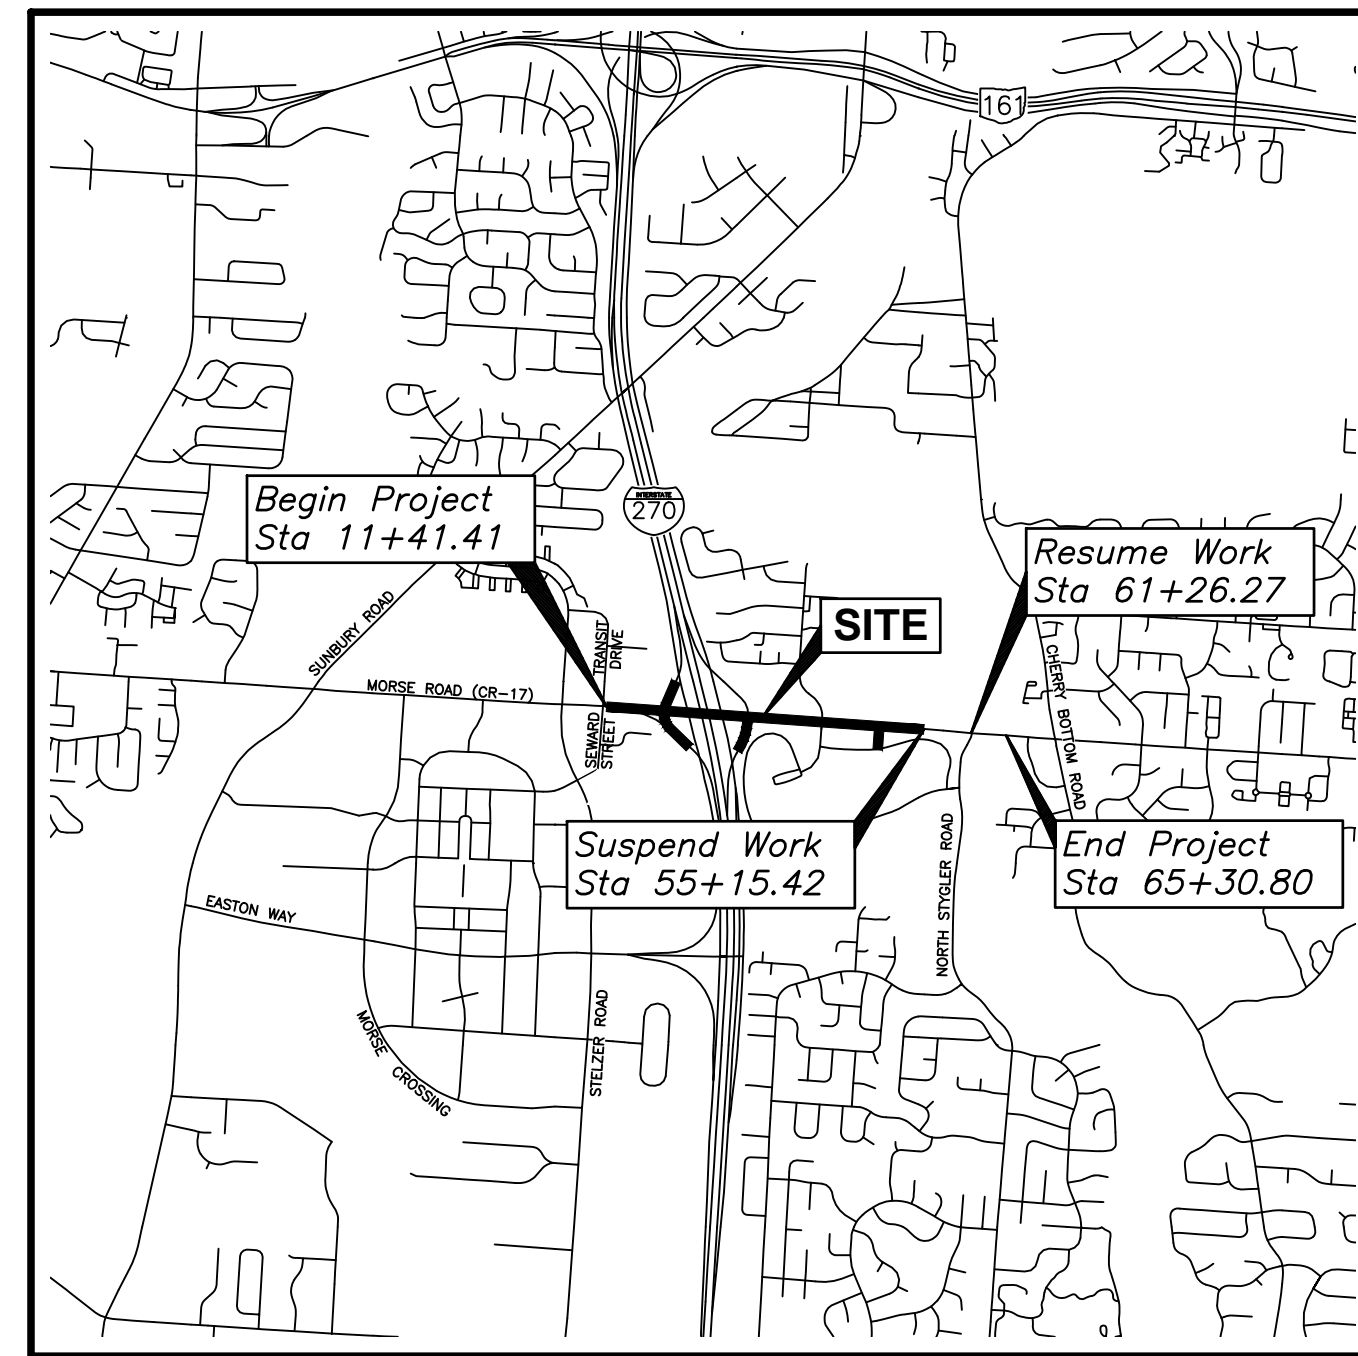 161
Begin Project
Sta 11+41.41
INTERSTATE
270
Resume Work
Sta 61+26.27
SITE
SUNBURY ROAD
TRANSIT
DRIVE
MORSE ROAD (CR-17)
CHERRY BOTTOM ROAD
SEWARD
STREET
Suspend Work
Sta 55+15.42
End Project
Sta 65+30.80
NORTH STYGLER ROAD
EASTON WAY
STELZER ROAD
MORSE CROSSING